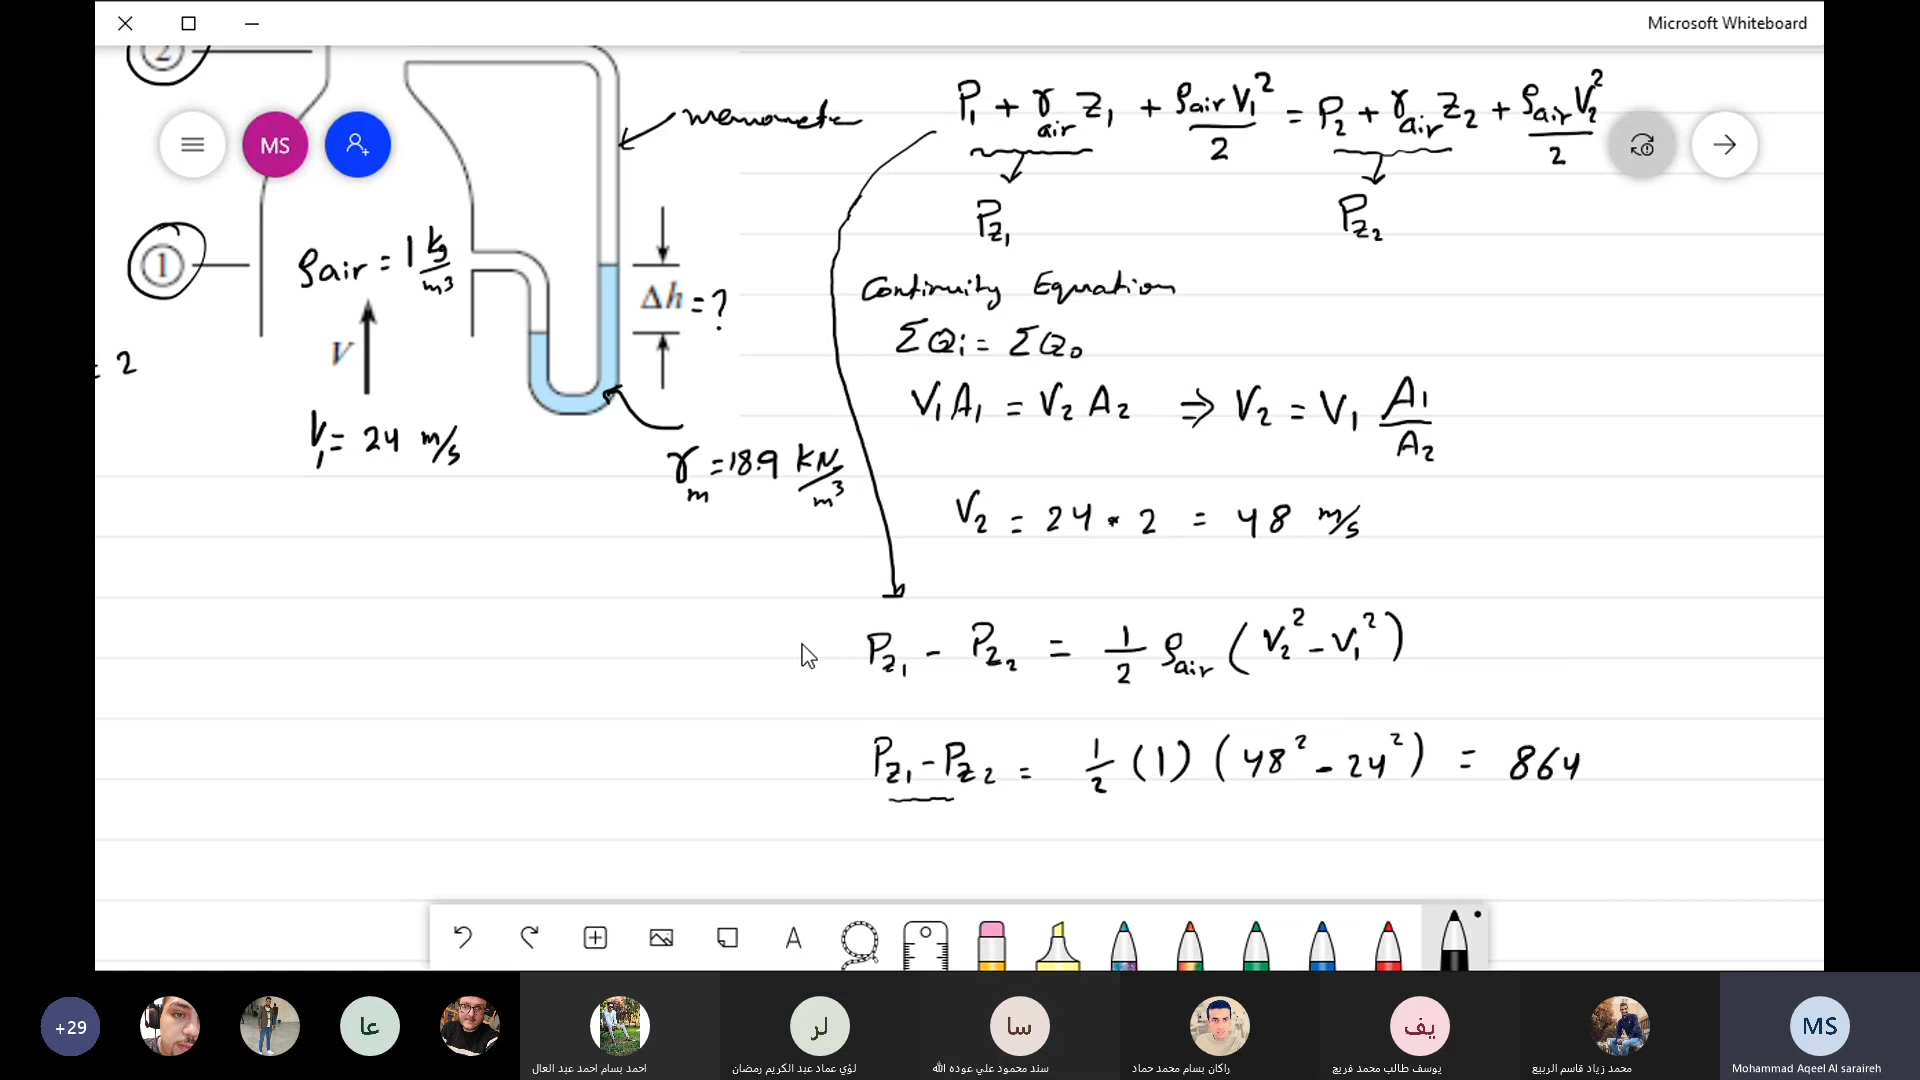 Microsoft Whiteboard
2
manometer
P₁ + γair Z₁ + ρair V₁²/2 = P₂ + γair Z₂ + ρair V₂²/2
MS
Pz₁
Pz₂
1
ρair = 1 kg/m³
Δh = ?
Continuity Equation
ΣQi = ΣQo
= 2
V
V₁A₁ = V₂A₂ ⇒ V₂ = V₁ A₁/A₂
V₁ = 24 m/s
γm = 18.9 KN/m³
V₂ = 24 * 2 = 48 m/s
Pz₁ - Pz₂ = 1/2 ρair (V₂² - V₁²)
Pz₁ - Pz₂ = 1/2 (1) (48² - 24²) = 864
A
+29
عا
لر
سا
يف
MS
احمد بسام احمد عبد العال
لؤي عماد عبد الكريم رمضان
سند محمود علي عوده الله
راكان بسام محمد حماد
يوسف طالب محمد فريج
محمد زياد قاسم الربيع
Mohammad Aqeel Al saraireh